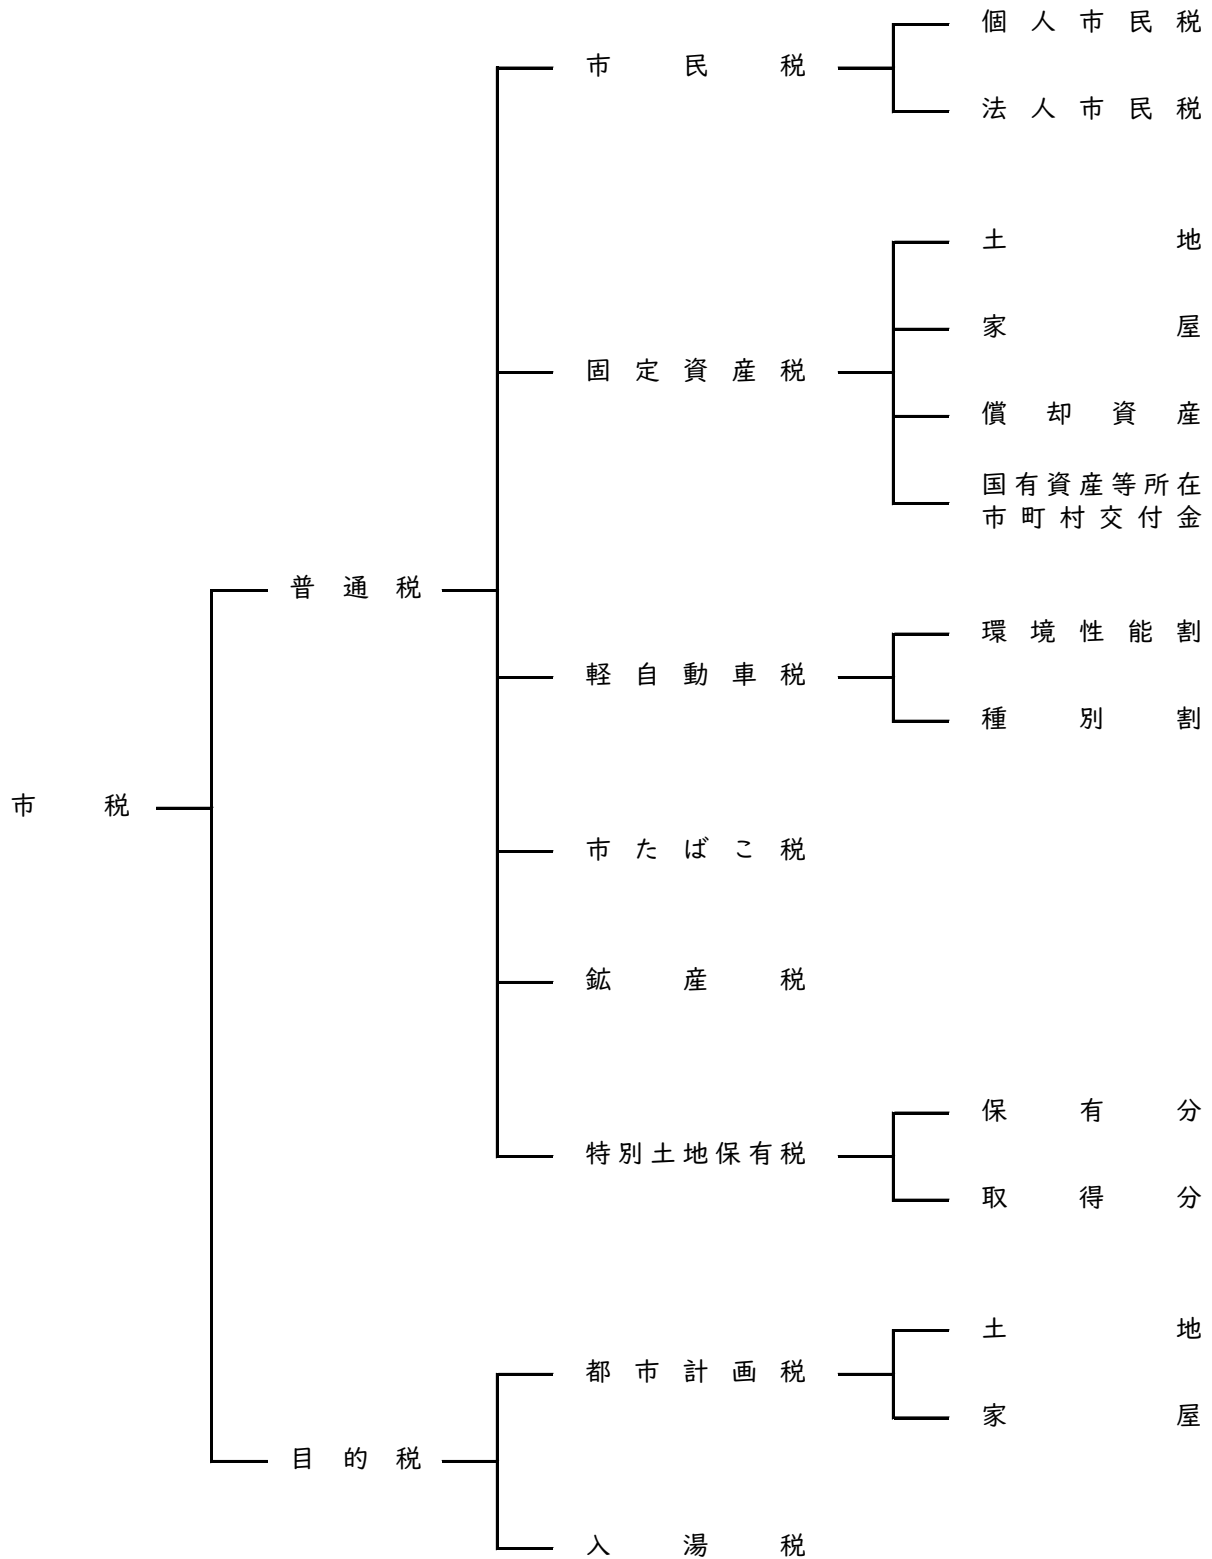 市税
普通税
市民税
個人市民税
法人市民税
固定資産税
土地
家屋
償却資産
国有資産等所在
市町村交付金
軽自動車税
環境性能割
種別割
市たばこ税
鉱産税
特別土地保有税
保有分
取得分
目的税
都市計画税
土地
家屋
入湯税